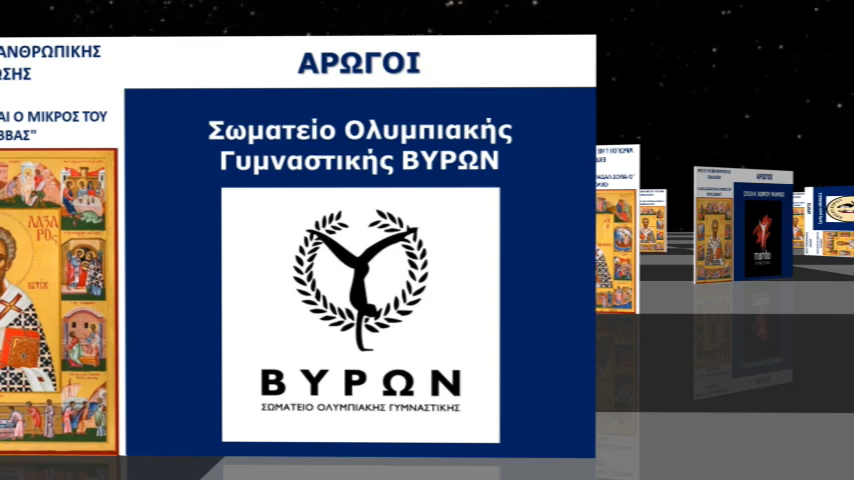 ΑΝΘΡΩΠΙΚΗΣ
ΩΣΗΣ
ΑΙ Ο ΜΙΚΡΟΣ ΤΟΥ
ΒΒΑΣ"
ΛΑΖΑ
ΡΟς
ΑΡΩΓΟΙ
Σωματείο Ολυμπιακής
Γυμναστικής ΒΥΡΩΝ
ΒΥΡΩΝ
ΣΩΜΑΤΕΙΟ ΟΛΥΜΠΙΑΚΗΣ ΓΥΜΝΑΣΤΙΚΗΣ
ΑΡΩΓΟΙ